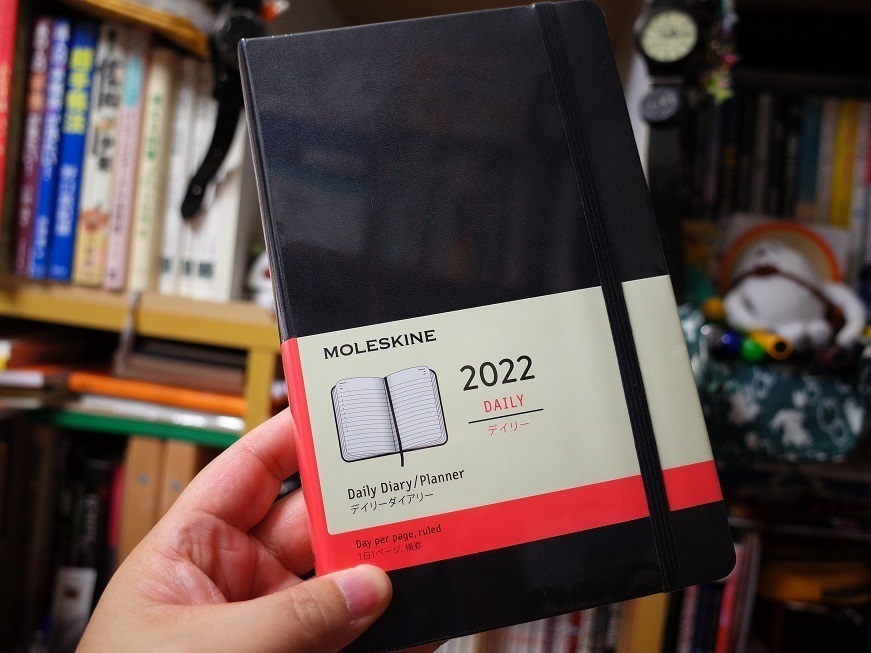 MOLESKINE
2022
DAILY
デイリー
Daily Diary/Planner
デイリーダイアリー
Day per page, ruled
1日1ページ、横罫